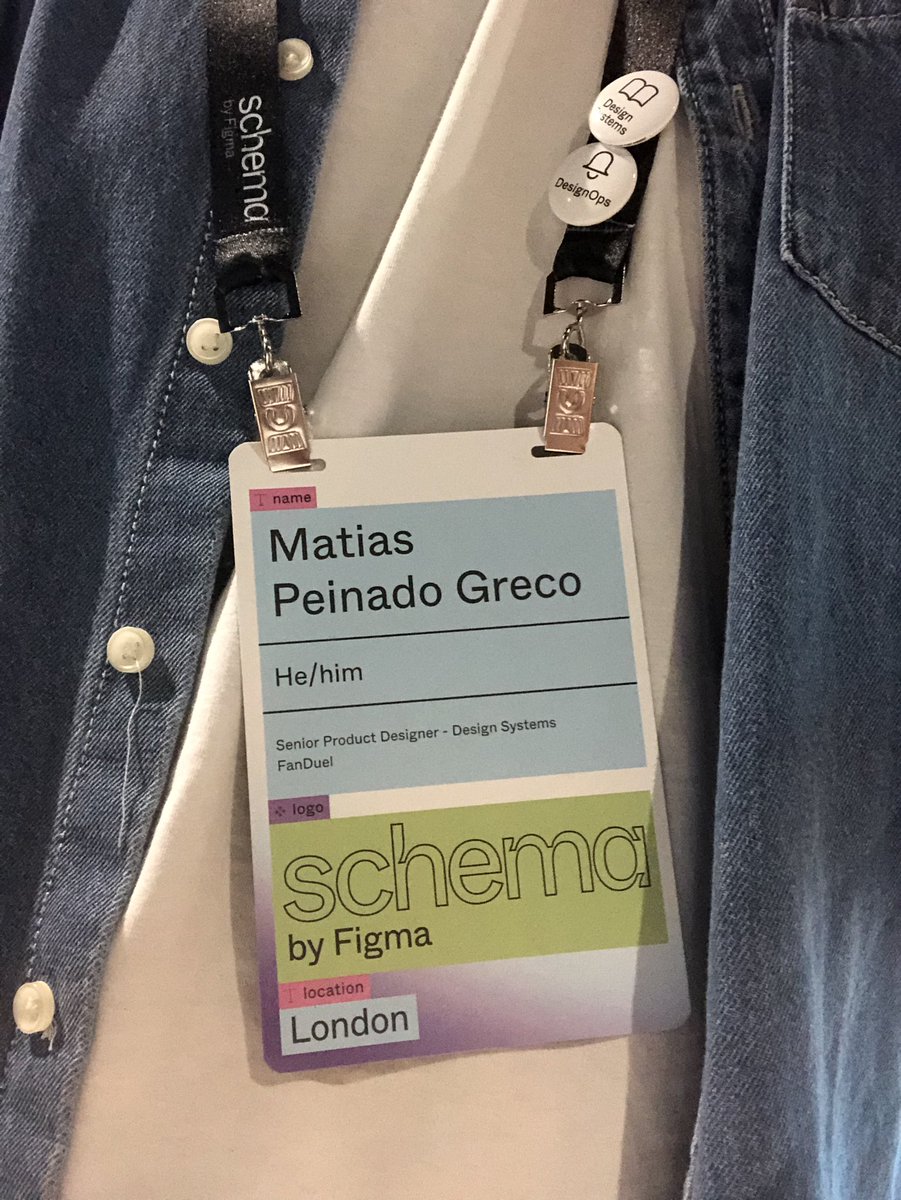 schema
by Figma
Design
DesignOps
name
Matias
Peinado Greco
He/him
Senior Product Designer - Design Systems
FanDuel
logo
schema
by Figma
location
London